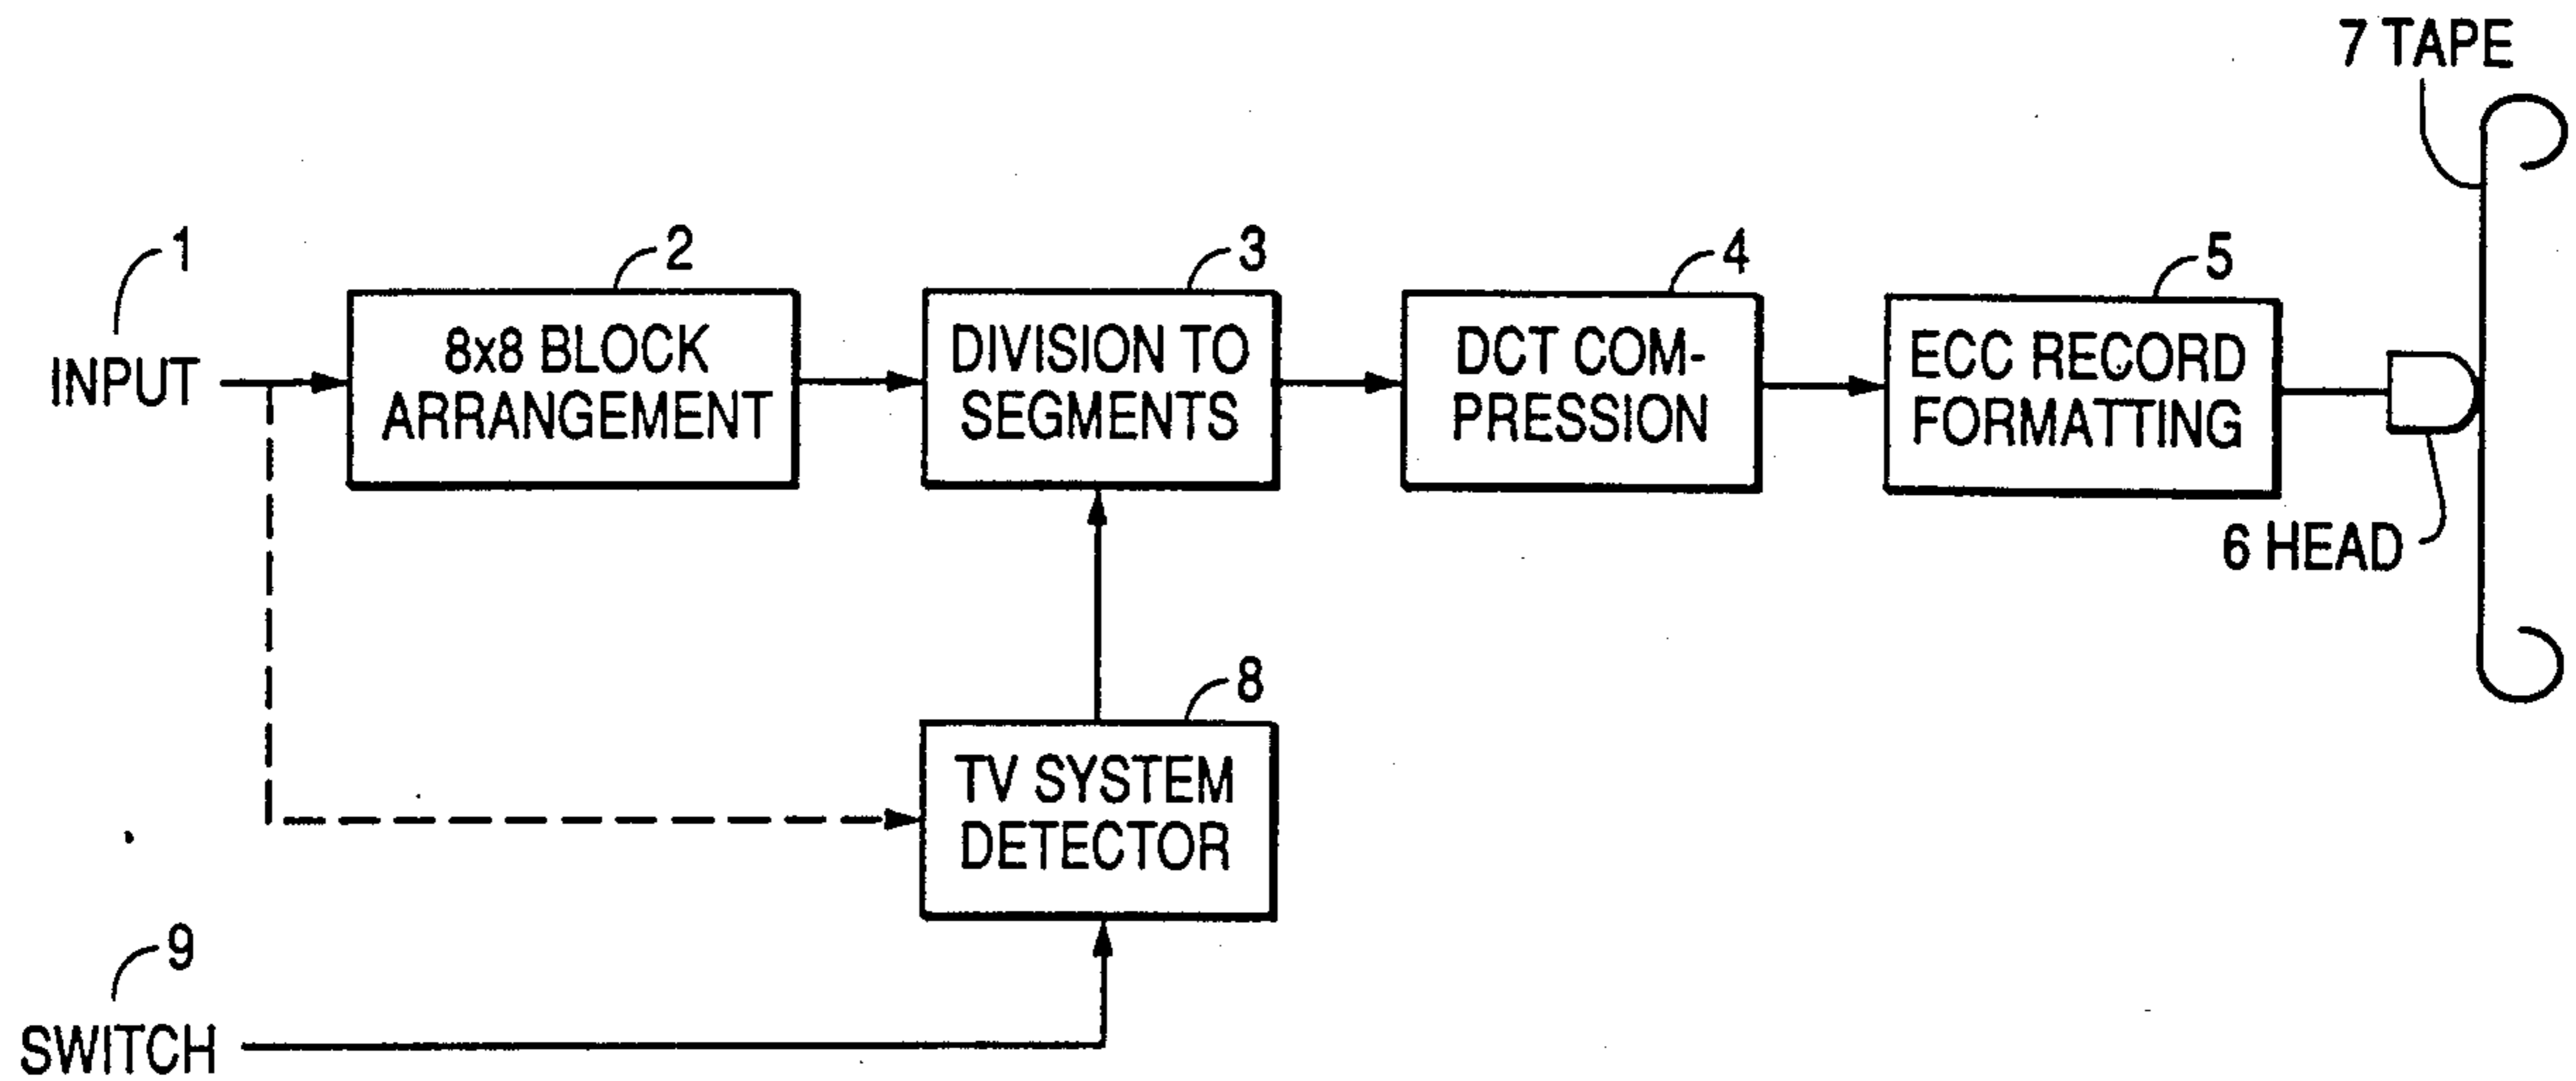 7 TAPE
1
2
3
4
5
INPUT
8x8 BLOCK
ARRANGEMENT
DIVISION TO
SEGMENTS
DCT COM-
PRESSION
ECC RECORD
FORMATTING
6 HEAD
8
TV SYSTEM
DETECTOR
9
SWITCH